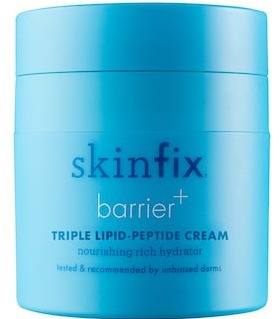 skinfix
barrier+
TRIPLE LIPID-PEPTIDE CREAM
nourishing rich hydrator
tested & recommended by unbiased derms